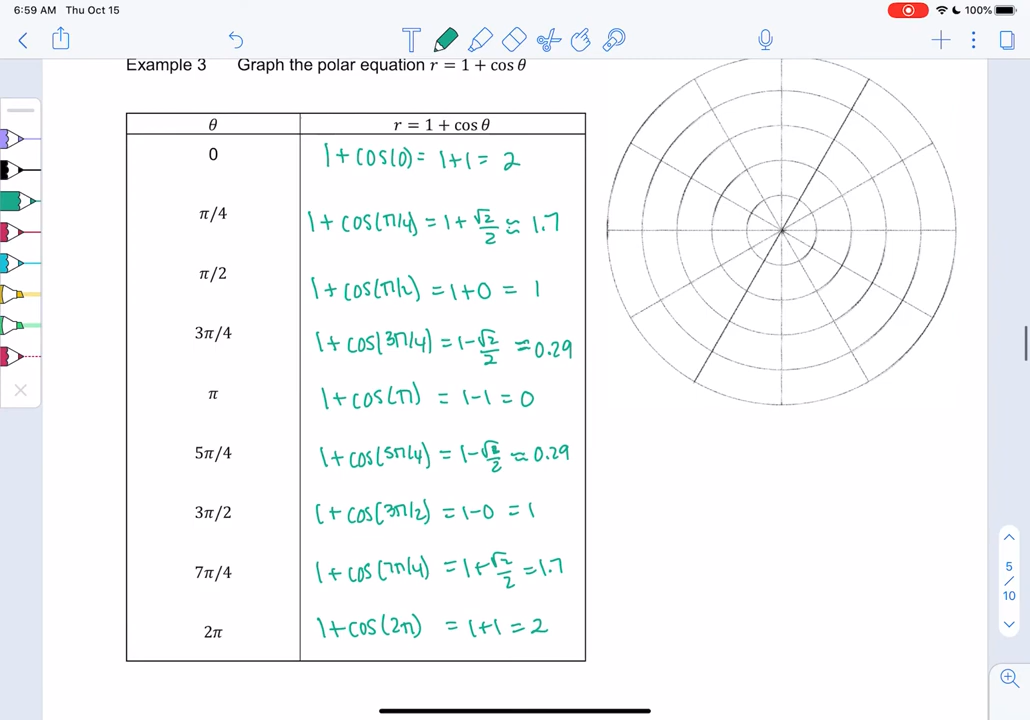 6:59 AM Thu Oct 15
100%
Example 3 Graph the polar equation r = 1 + cos θ
θ r = 1 + cos θ
0 1 + cos(0) = 1+1 = 2
π/4 1 + cos(π/4) = 1 + √2/2 ≈ 1.7
π/2 1 + cos(π/2) = 1+0 = 1
3π/4 1 + cos(3π/4) = 1 - √2/2 ≈ 0.29
π 1 + cos(π) = 1-1 = 0
5π/4 1 + cos(5π/4) = 1 - √2/2 ≈ 0.29
3π/2 1 + cos(3π/2) = 1-0 = 1
7π/4 1 + cos(7π/4) = 1 + √2/2 = 1.7
2π 1 + cos(2π) = 1+1 = 2
5
/
10